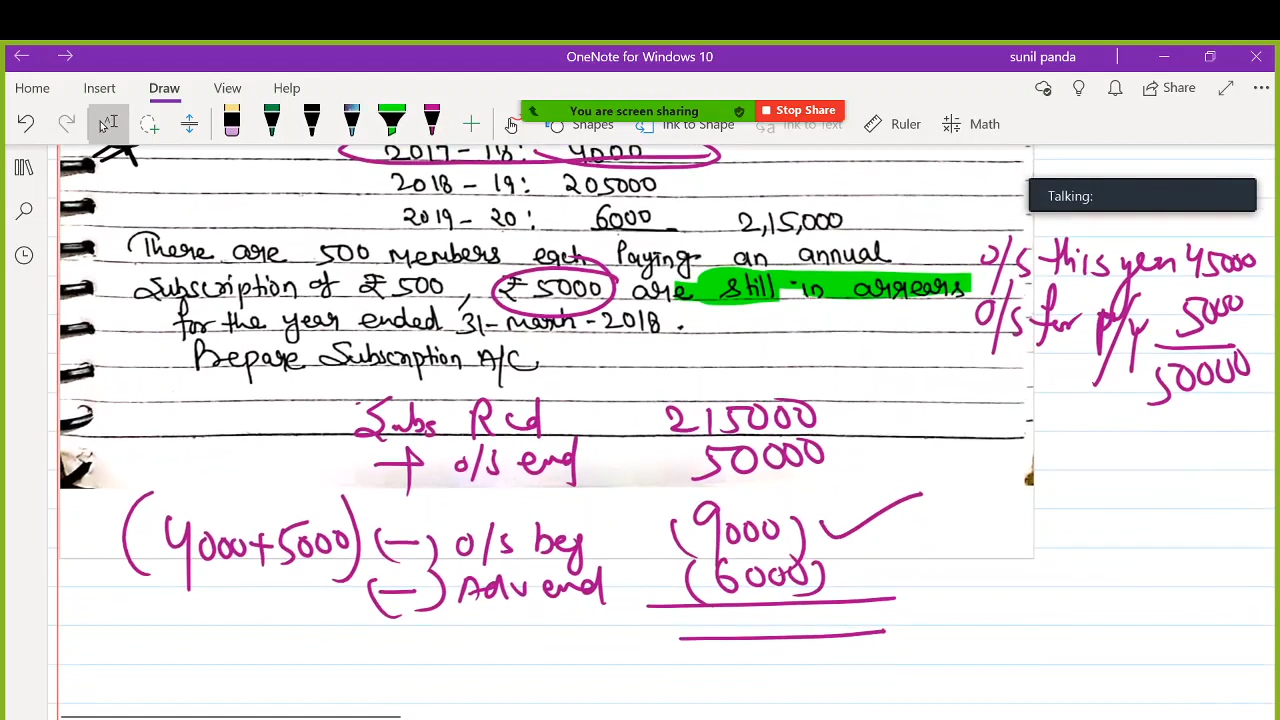 OneNote for Windows 10
sunil panda
Home Insert Draw View Help
Share
You are screen sharing
Stop Share
Shapes Ink to Shape Ink to Text Ruler Math
Talking:
2017 - 18: 4000
2018 - 19: 205000
2019 - 20: 6000 2,15,000
There are 500 members each Paying an annual
Subscription of ₹500, ₹5000 are still in arrears
for the year ended 31-march-2018.
Prepare Subscription A/C
O/S this year 45000
O/S for p/y 5000
50000
Subs Rcd 215000
+ o/s end 50000
(4000+5000) (-) o/s beg (9000)
(-) Adv end (6000)